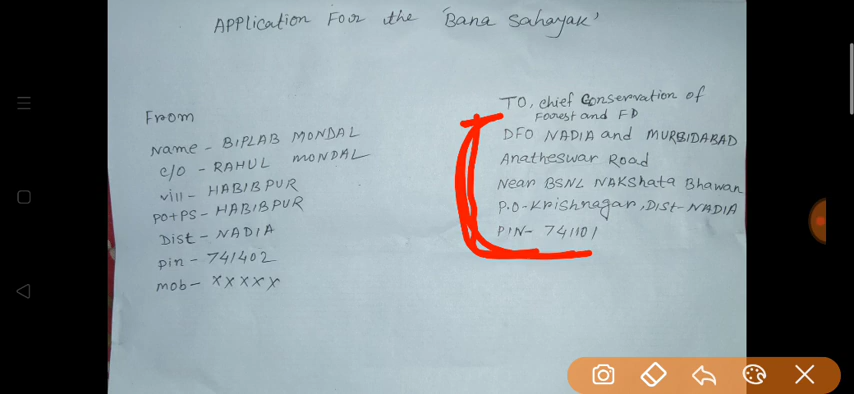 APPlication Foor the 'Bana Sahayak'
From
Name - BIPLAB MONDAL
c/o - RAHUL MONDAL
vill - HABIBPUR
PO+PS - HABIBPUR
Dist - NADIA
pin - 741402
mob - XXXXX
TO, chief Conservation of
Foorest and FD
DFO NADIA and MURSIDABAD
Anatheswar Road
Near BSNL NAKshata Bhawan
P.O-Krishnagar, Dist-NADIA
PIN- 741101